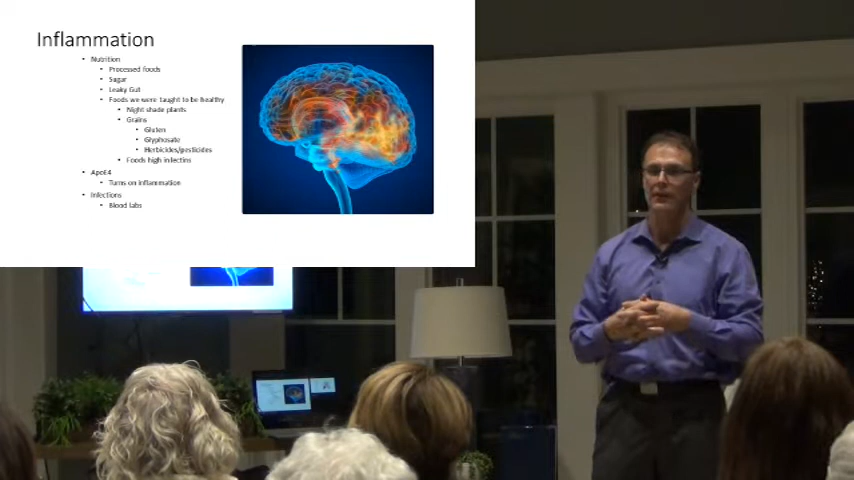 Inflammation
• Nutrition
• Processed foods
• Sugar
• Leaky Gut
• Foods we were taught to be healthy
• Night shade plants
• Grains
• Gluten
• Glyphosate
• Herbicides/pesticides
• Foods high in lectins
• ApoE4
• Turns on Inflammation
• Infections
• Blood labs